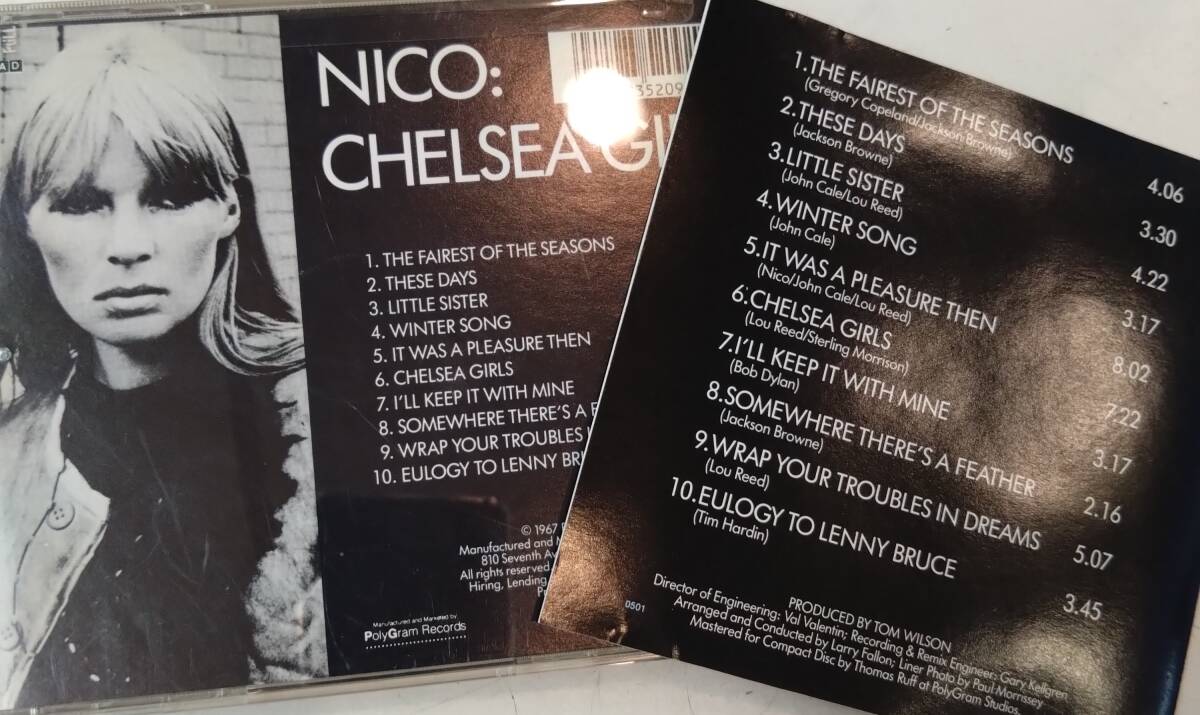 FULL
AD
NICO:
CHELSEA
35209
1. THE FAIREST OF THE SEASONS
2. THESE DAYS
3. LITTLE SISTER
4. WINTER SONG
5. IT WAS A PLEASURE THEN
6. CHELSEA GIRLS
7. I'LL KEEP IT WITH MINE
8. SOMEWHERE THERE'S A
9. WRAP YOUR TROUBLES
10. EULOGY TO LENNY
© 1967
Manufactured and
810 Seventh
All rights reserved
Hiring, Lending
Manufactured and Marketed by
PolyGram Records
1. THE FAIREST OF THE SEASONS
(Gregory Copeland/Jackson Browne)
4.06
2. THESE DAYS
(Jackson Browne)
3.30
3. LITTLE SISTER
(John Cale/Lou Reed)
4.22
4. WINTER SONG
(John Cale)
3.17
5. IT WAS A PLEASURE THEN
(Nico/John Cale/Lou Reed)
8.02
6. CHELSEA GIRLS
(Lou Reed/Sterling Morrison)
7.22
7. I'LL KEEP IT WITH MINE
(Bob Dylan)
3.17
8. SOMEWHERE THERE'S A FEATHER
(Jackson Browne)
2.16
9. WRAP YOUR TROUBLES IN DREAMS
(Lou Reed)
5.07
10. EULOGY TO LENNY BRUCE
(Tim Hardin)
3.45
PRODUCED BY TOM WILSON
Director of Engineering: Val Valentin; Recording & Remix Engineer: Gary Kellgren
Arranged and Conducted by Larry Fallon; Liner Photo by Paul Morrissey
Mastered for Compact Disc by Thomas Ruff at PolyGram Studios.
0501